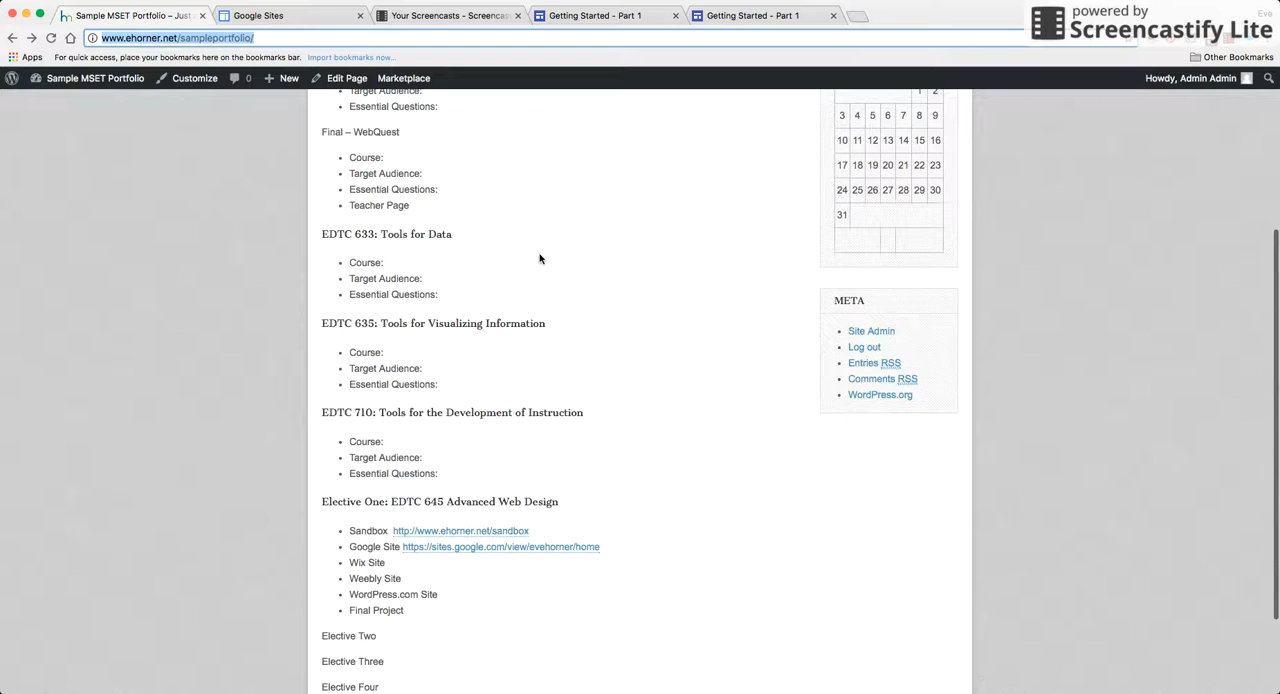 Sample MSET Portfolio – Just
Google Sites
Your Screencasts – Screencas
Getting Started - Part 1
Getting Started - Part 1
Eve
powered by
Screencastify Lite
www.ehorner.net/sampleportfolio/
Apps
For quick access, place your bookmarks here on the bookmarks bar. Import bookmarks now...
Other Bookmarks
Sample MSET Portfolio
Customize
0
New
Edit Page
Marketplace
Howdy, Admin Admin
Target Audience:
Essential Questions:
Final – WebQuest
Course:
Target Audience:
Essential Questions:
Teacher Page
EDTC 633: Tools for Data
Course:
Target Audience:
Essential Questions:
EDTC 635: Tools for Visualizing Information
Course:
Target Audience:
Essential Questions:
EDTC 710: Tools for the Development of Instruction
Course:
Target Audience:
Essential Questions:
Elective One: EDTC 645 Advanced Web Design
Sandbox http://www.ehorner.net/sandbox
Google Site https://sites.google.com/view/evehorner/home
Wix Site
Weebly Site
WordPress.com Site
Final Project
Elective Two
Elective Three
Elective Four
1 2
3 4 5 6 7 8 9
10 11 12 13 14 15 16
17 18 19 20 21 22 23
24 25 26 27 28 29 30
31
META
Site Admin
Log out
Entries RSS
Comments RSS
WordPress.org